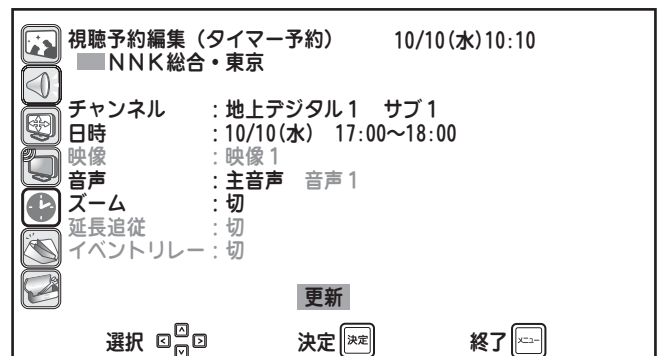 視聴予約編集（タイマー予約） 10/10(水)10:10
NNK総合・東京
チャンネル ：地上デジタル1 サブ1
日時 ：10/10(水) 17:00～18:00
映像 ：映像1
音声 ：主音声 音声1
ズーム ：切
延長追従 ：切
イベントリレー：切
更新
選択 決定 決定 終了 メニュー